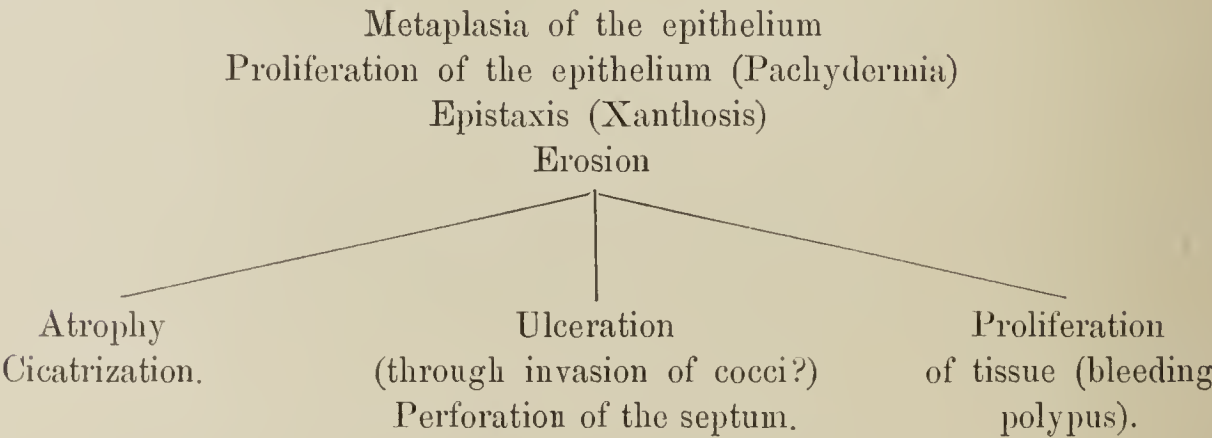 Metaplasia of the epithelium
Proliferation of the epithelium (Pachydermia)
Epistaxis (Xanthosis)
Erosion
Atrophy
Cicatrization.
Ulceration
(through invasion of cocci?)
Perforation of the septum.
Proliferation
of tissue (bleeding
polypus).